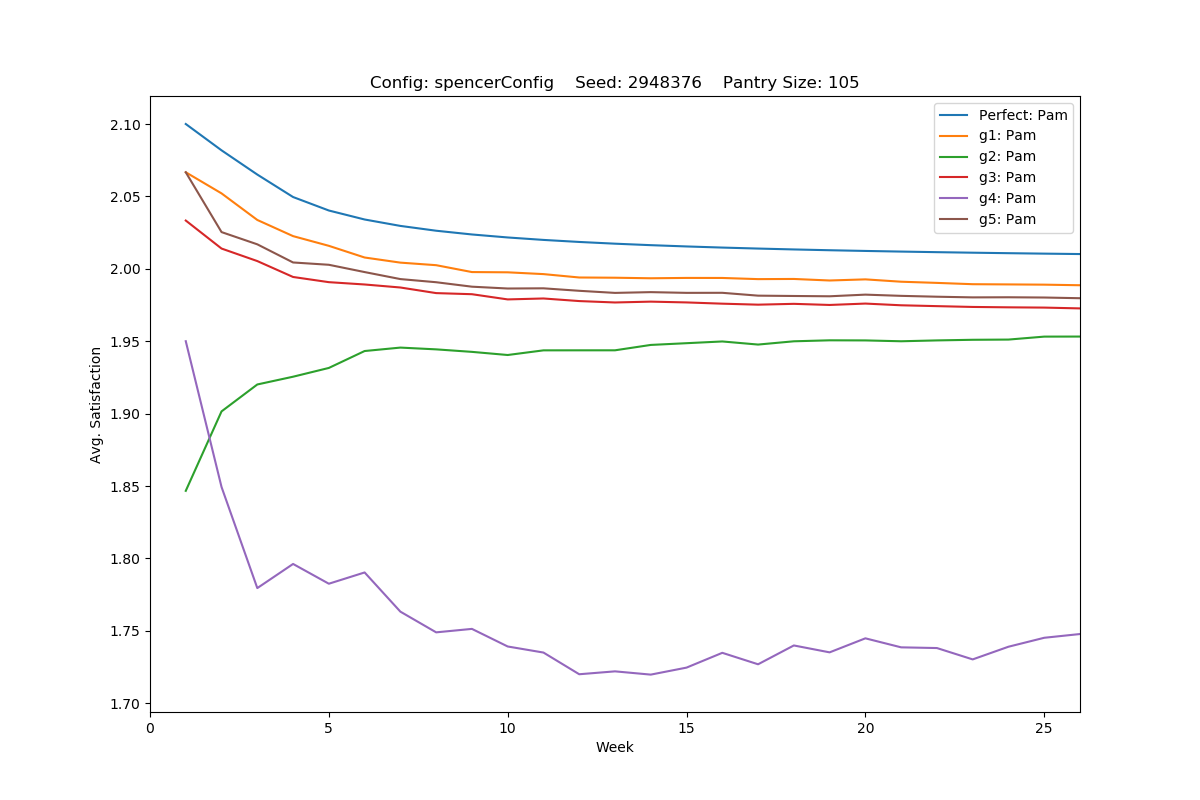 Config: spencerConfig    Seed: 2948376    Pantry Size: 105
Perfect: Pam
g1: Pam
g2: Pam
g3: Pam
g4: Pam
g5: Pam
Avg. Satisfaction
2.10
2.05
2.00
1.95
1.90
1.85
1.80
1.75
1.70
0
5
10
15
20
25
Week